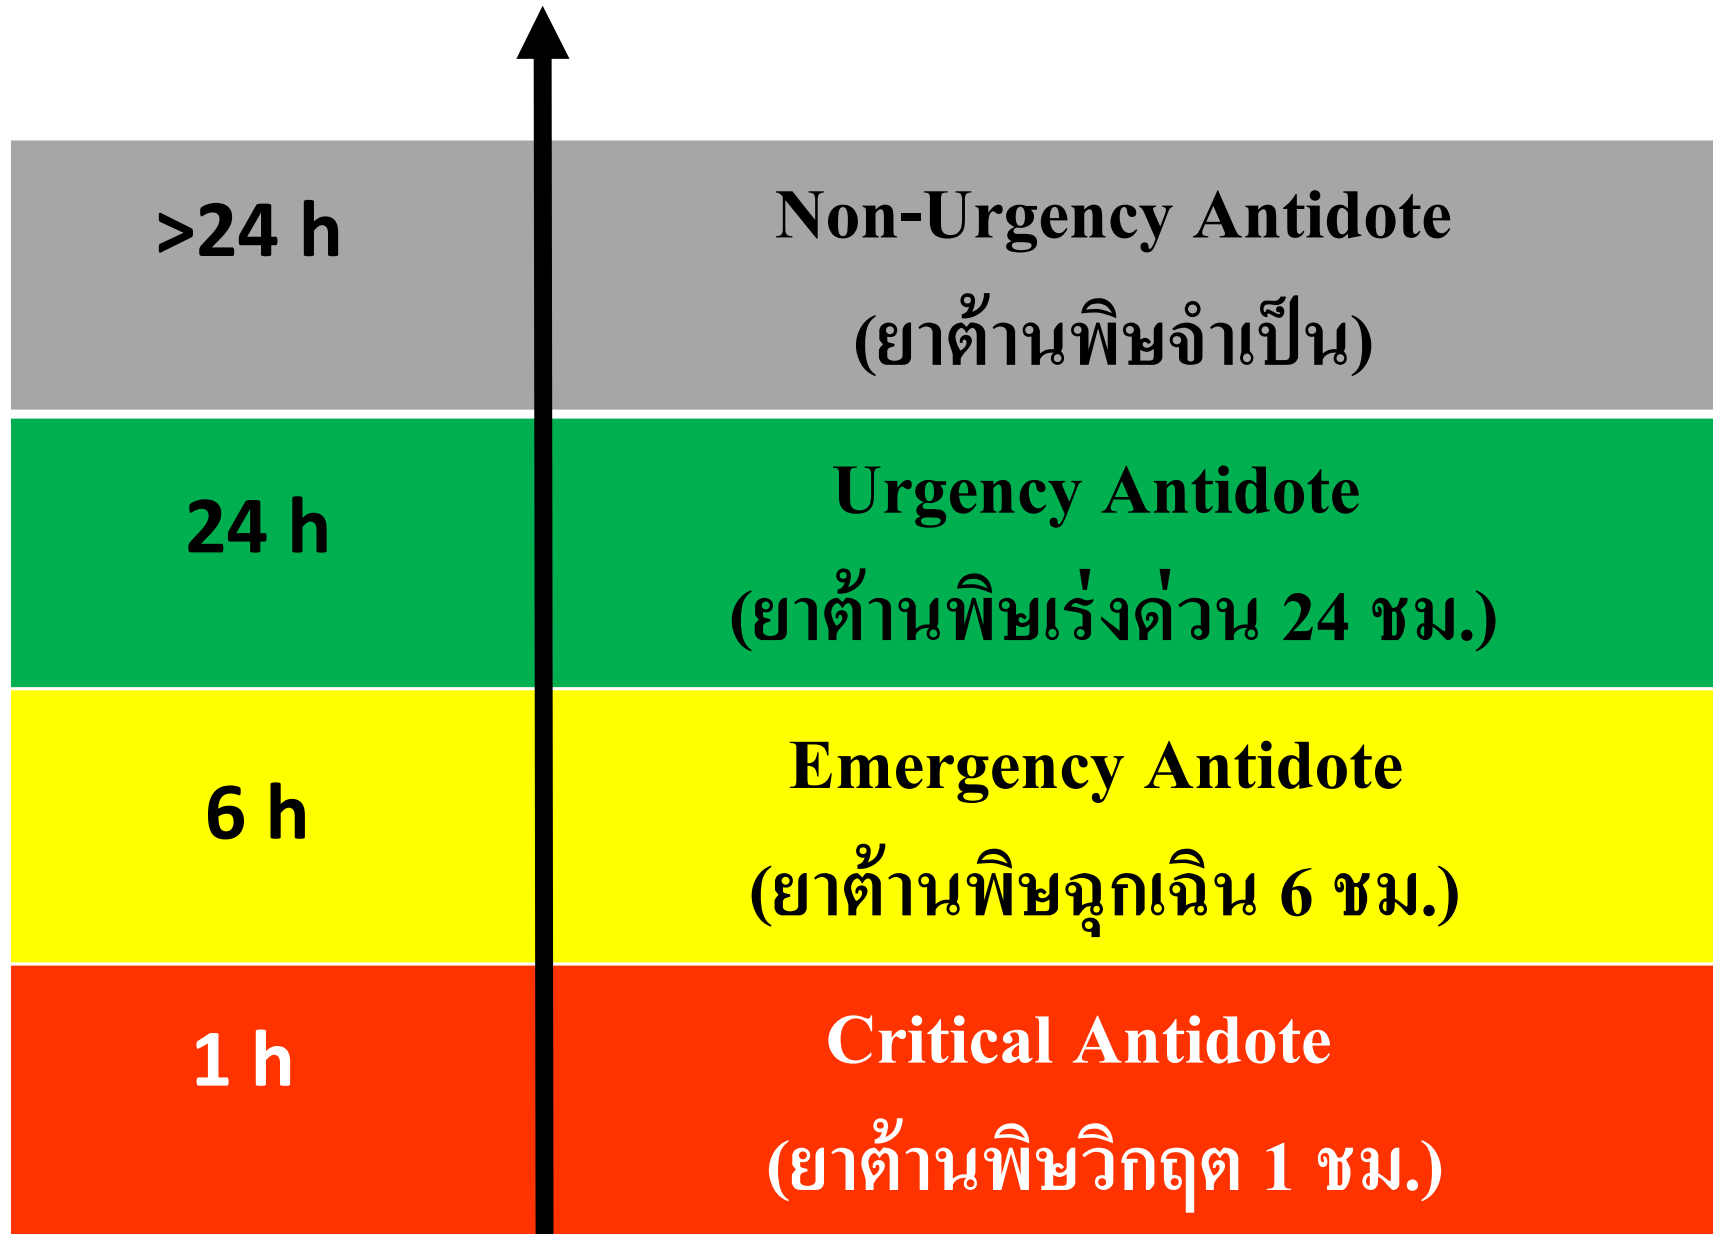 >24 h
Non-Urgency Antidote
(ยาต้านพิษจำเป็น)
24 h
Urgency Antidote
(ยาต้านพิษเร่งด่วน 24 ชม.)
6 h
Emergency Antidote
(ยาต้านพิษฉุกเฉิน 6 ชม.)
1 h
Critical Antidote
(ยาต้านพิษวิกฤต 1 ชม.)